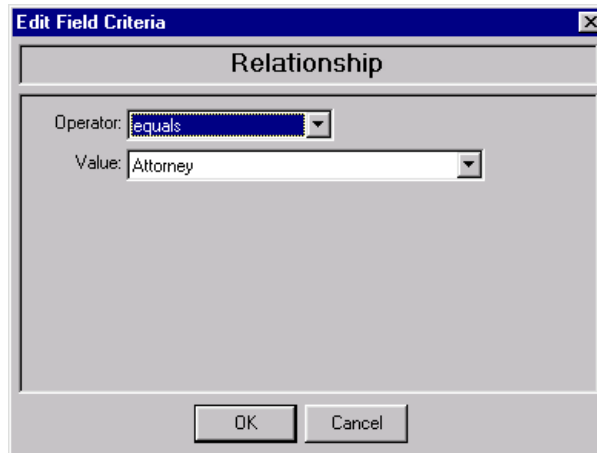 Edit Field Criteria
Relationship
Operator: equals
Value: Attorney
OK Cancel